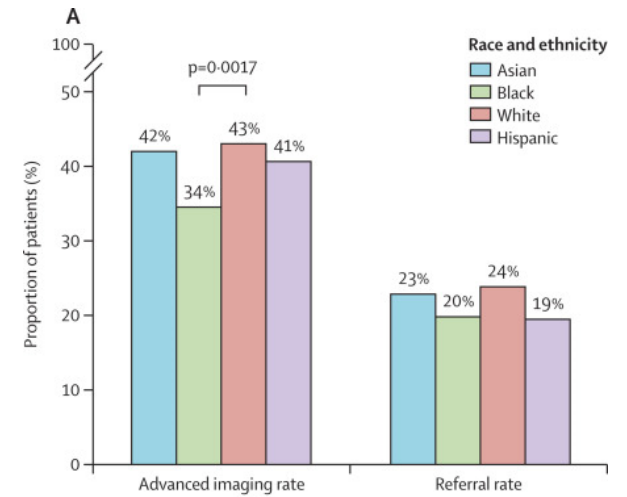 A
100
50
40
30
20
10
0
Proportion of patients (%)
p=0·0017
42%
34%
43%
41%
23%
20%
24%
19%
Advanced imaging rate
Referral rate
Race and ethnicity
Asian
Black
White
Hispanic